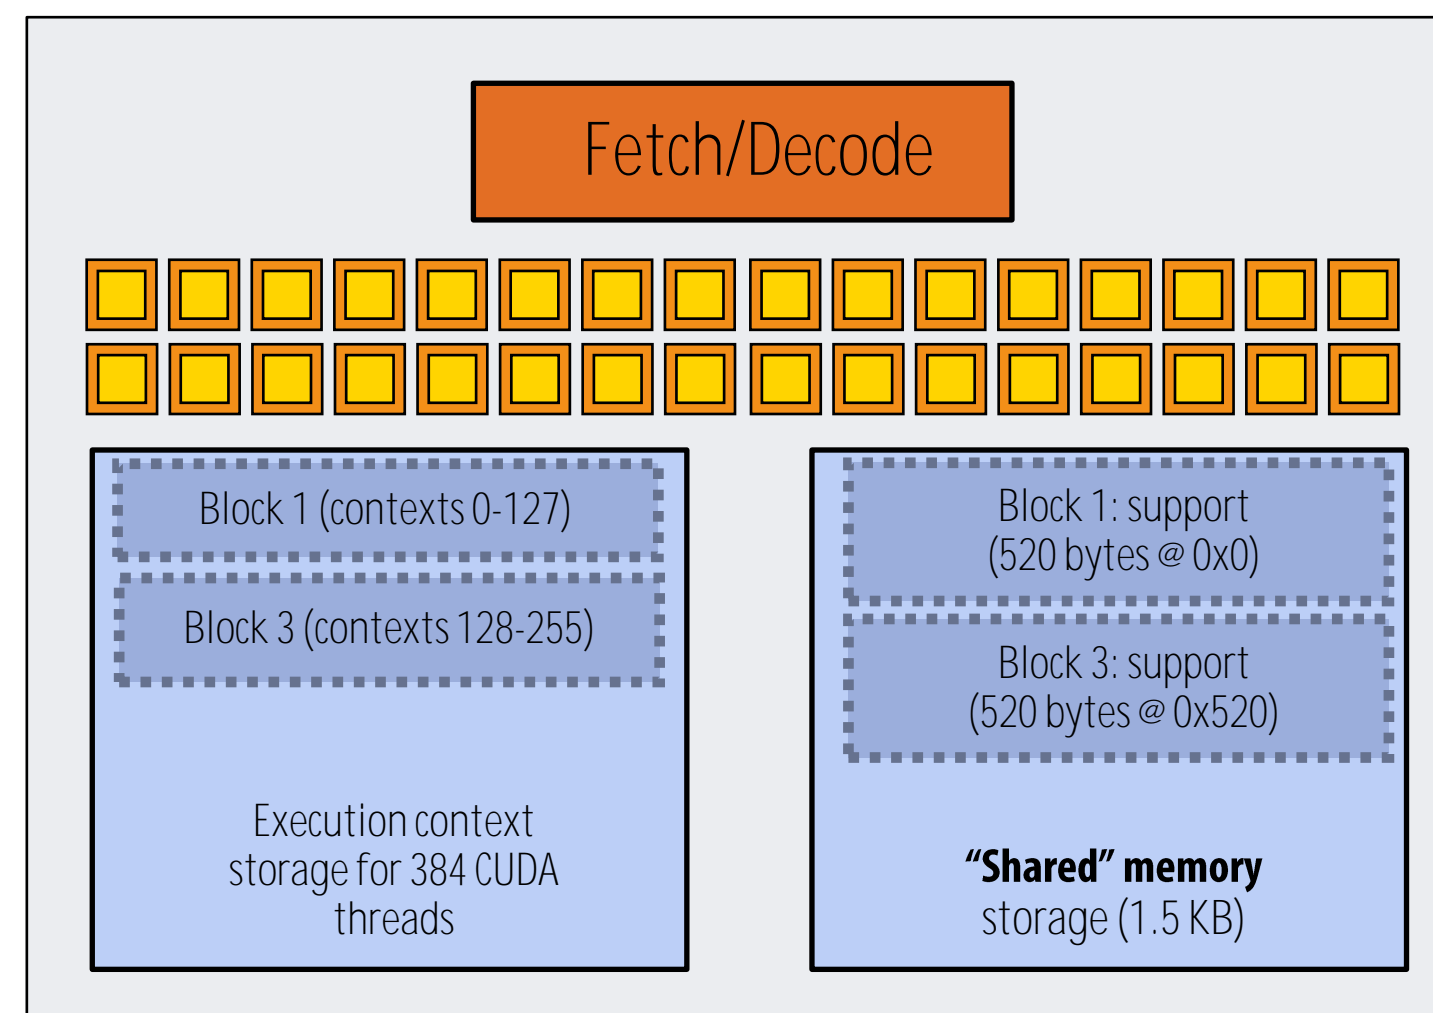 Fetch/Decode
Block 1 (contexts 0-127)
Block 3 (contexts 128-255)
Execution context
storage for 384 CUDA
threads
Block 1: support
(520 bytes @ 0x0)
Block 3: support
(520 bytes @ 0x520)
“Shared” memory
storage (1.5 KB)